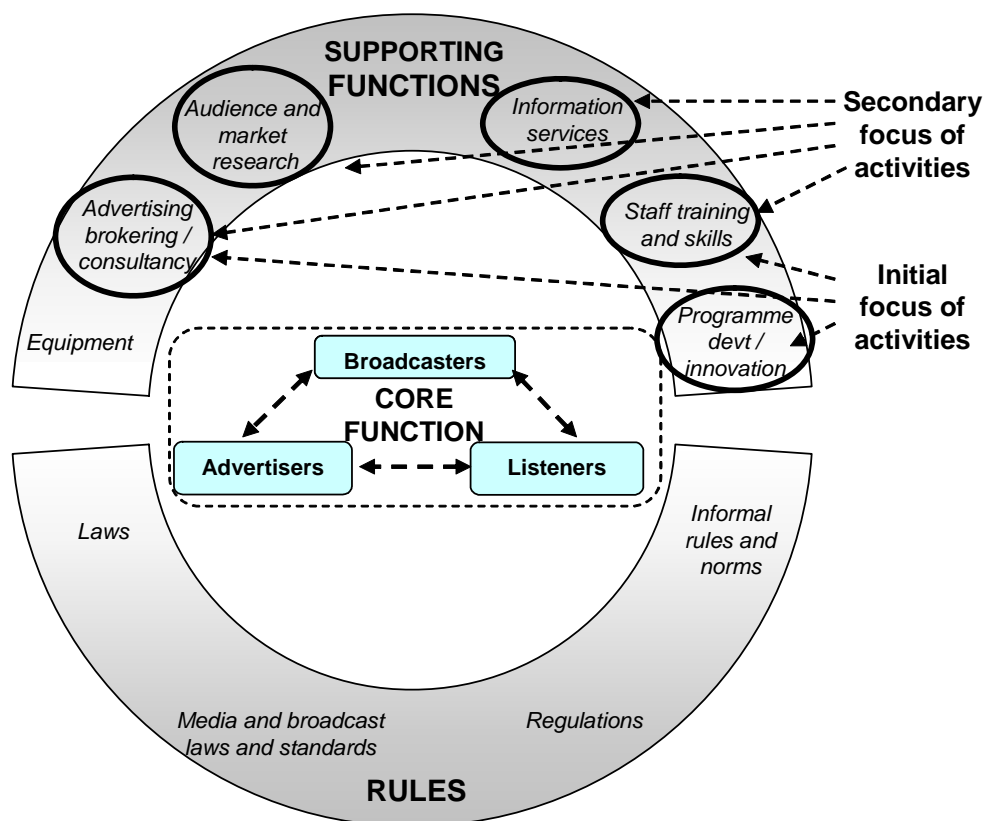 SUPPORTING
FUNCTIONS
Audience and
market
research
Information
services
Secondary
focus of
activities
Advertising
brokering /
consultancy
Staff training
and skills
Initial
focus of
activities
Equipment
Programme
devt /
innovation
Broadcasters
CORE
FUNCTION
Advertisers
Listeners
Laws
Informal
rules and
norms
Media and broadcast
laws and standards
Regulations
RULES